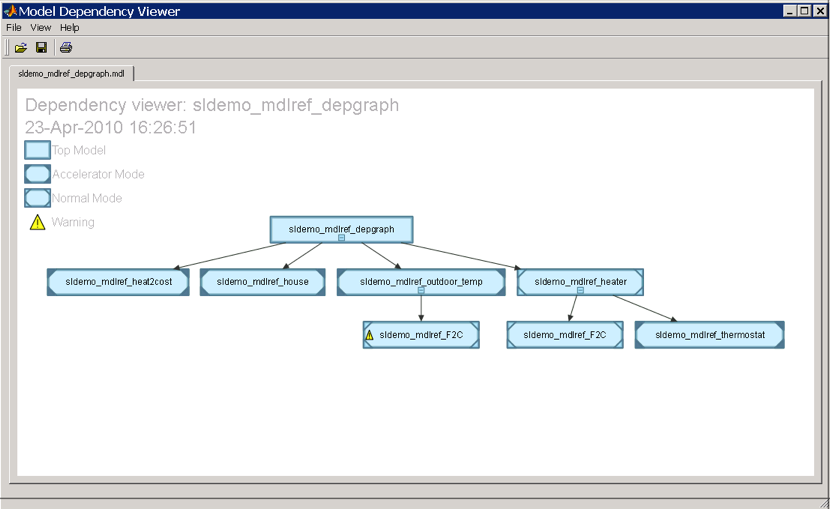 Model Dependency Viewer
File View Help
sldemo_mdlref_depgraph.mdl
Dependency viewer: sldemo_mdlref_depgraph
23-Apr-2010 16:26:51
Top Model
Accelerator Mode
Normal Mode
Warning
sldemo_mdlref_depgraph
sldemo_mdlref_heat2cost
sldemo_mdlref_house
sldemo_mdlref_outdoor_temp
sldemo_mdlref_heater
sldemo_mdlref_F2C
sldemo_mdlref_F2C
sldemo_mdlref_thermostat